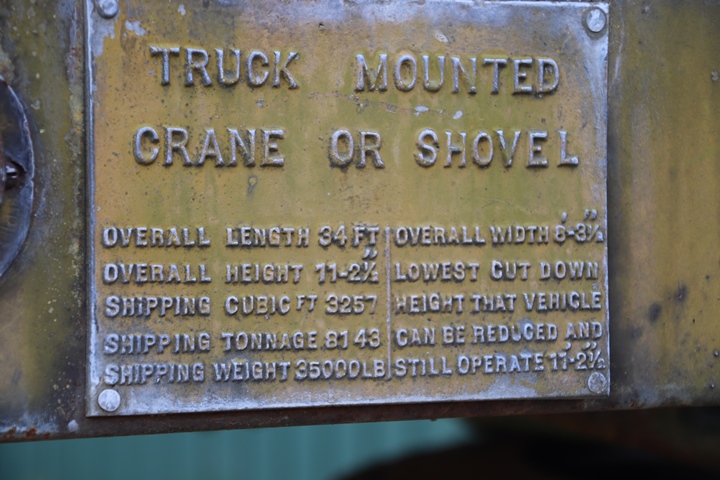 TRUCK MOUNTED
CRANE OR SHOVEL
OVERALL LENGTH 34 FT
OVERALL HEIGHT 11-2½"
SHIPPING CUBIC FT 3257
SHIPPING TONNAGE 81 43
SHIPPING WEIGHT 35000LB
OVERALL WIDTH 8'-3¼"
LOWEST CUT DOWN
HEIGHT THAT VEHICLE
CAN BE REDUCED AND
STILL OPERATE 11'-2½"